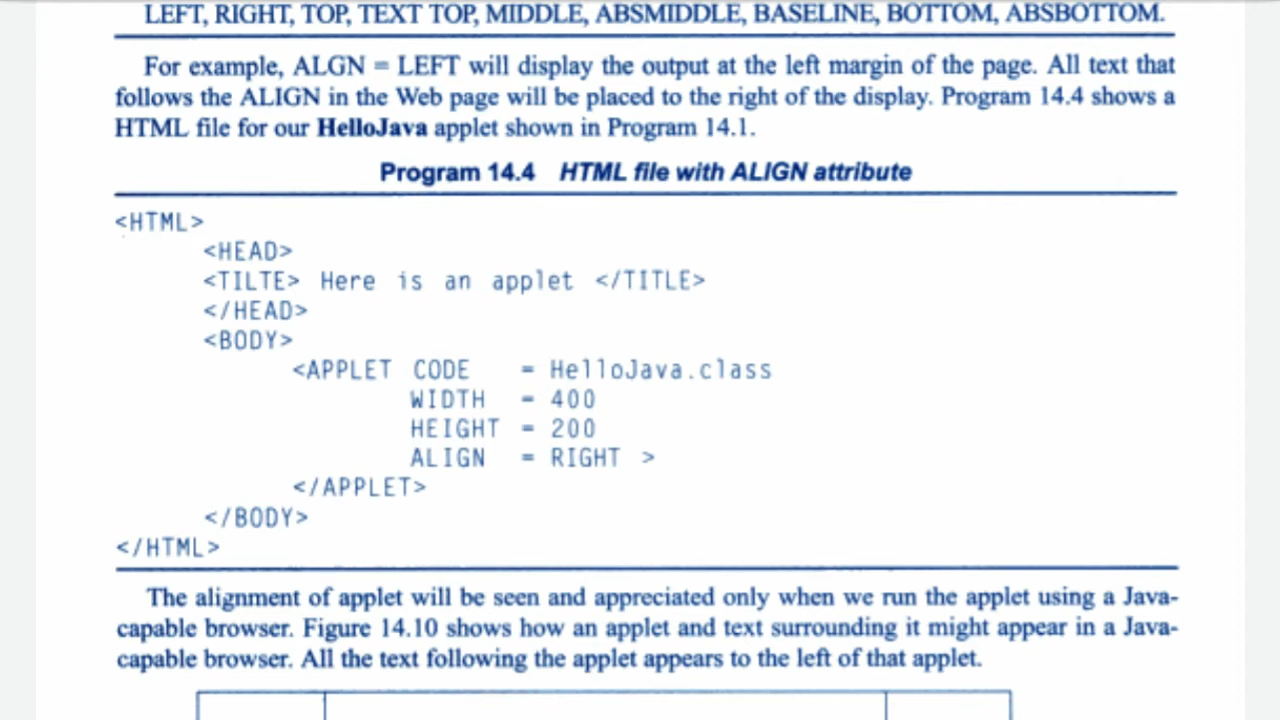 LEFT, RIGHT, TOP, TEXT TOP, MIDDLE, ABSMIDDLE, BASELINE, BOTTOM, ABSBOTTOM.
For example, ALGN = LEFT will display the output at the left margin of the page. All text that
follows the ALIGN in the Web page will be placed to the right of the display. Program 14.4 shows a
HTML file for our HelloJava applet shown in Program 14.1.
Program 14.4 HTML file with ALIGN attribute
<HTML>
<HEAD>
<TILTE> Here is an applet </TITLE>
</HEAD>
<BODY>
<APPLET CODE = HelloJava.class
WIDTH = 400
HEIGHT = 200
ALIGN = RIGHT >
</APPLET>
</BODY>
</HTML>
The alignment of applet will be seen and appreciated only when we run the applet using a Java-
capable browser. Figure 14.10 shows how an applet and text surrounding it might appear in a Java-
capable browser. All the text following the applet appears to the left of that applet.